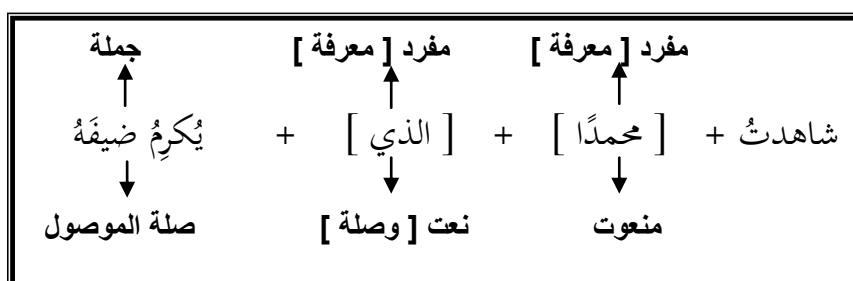 مفرد [ معرفة ] مفرد [ معرفة ] جملة
شاهدتُ + [ محمدًا ] + [ الذي ] + يُكرِمُ ضيفَهُ
منعوت نعت [ وصلة ] صلة الموصول